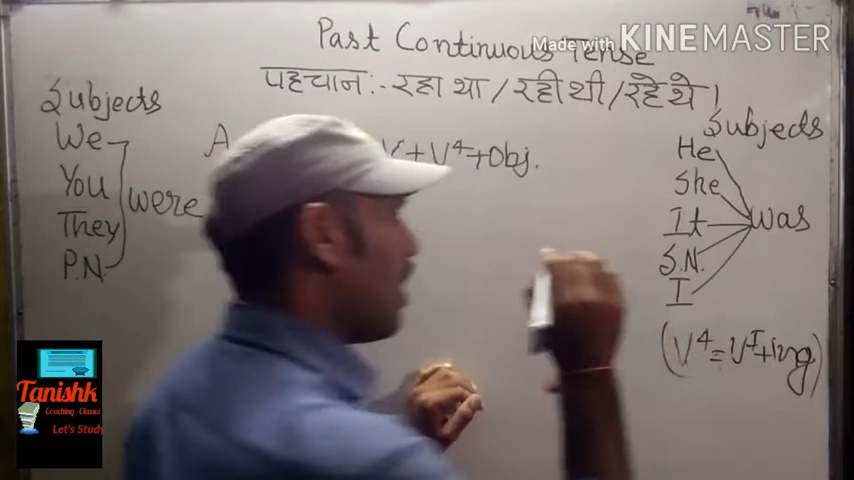 Past Continuous Tense
Made with KINEMASTER
पहचान :- रहा था / रही थी / रहे थे ।
Subjects
We
You
They
P.N.
were
A
V + V⁴ + Obj.
Subjects
He
She
It
S.N.
I
was
(V⁴ = V^I + ing)
Tanishk
Coaching Classes
Let's Study